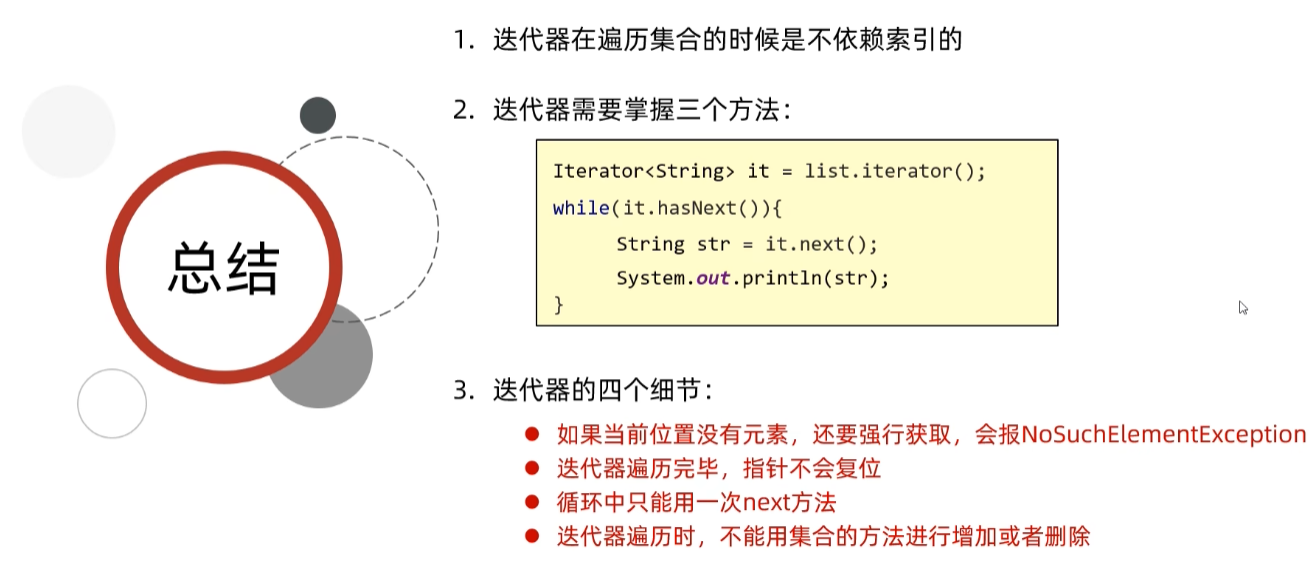 总结
1. 迭代器在遍历集合的时候是不依赖索引的
2. 迭代器需要掌握三个方法：
Iterator<String> it = list.iterator();
while(it.hasNext()){
String str = it.next();
System.out.println(str);
}
3. 迭代器的四个细节：
如果当前位置没有元素，还要强行获取，会报NoSuchElementException
迭代器遍历完毕，指针不会复位
循环中只能用一次next方法
迭代器遍历时，不能用集合的方法进行增加或者删除